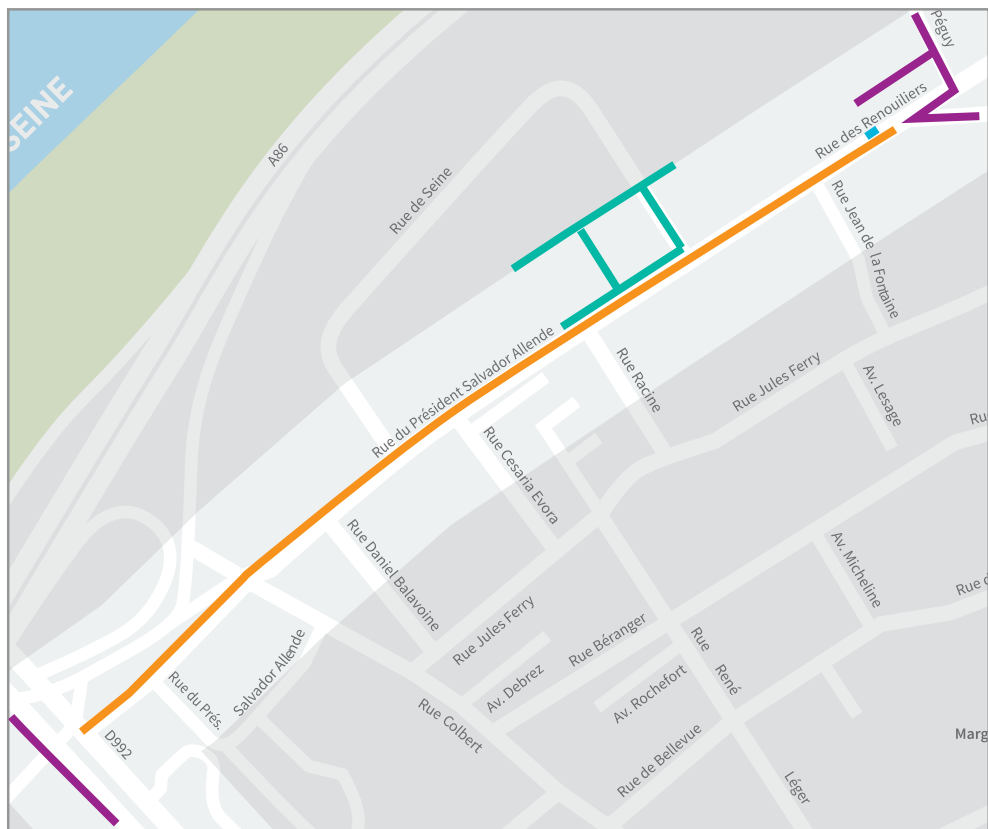 Péguy
SEINE
Rue des Renouiliers
A86
Rue de Seine
Rue Jean de la Fontaine
Rue du Président Salvador Allende
Rue Racine
Rue Jules Ferry
Av. Lesage
Ru
Rue Cesaria Evora
Rue Daniel Balavoine
Av. Micheline
Rue d
Rue Jules Ferry
Rue Béranger
Salvador Allende
Rue du Prés.
Av. Debrez
Av. Rochefort
Rue René
Léger
Rue Colbert
D992
Rue de Bellevue
Marg